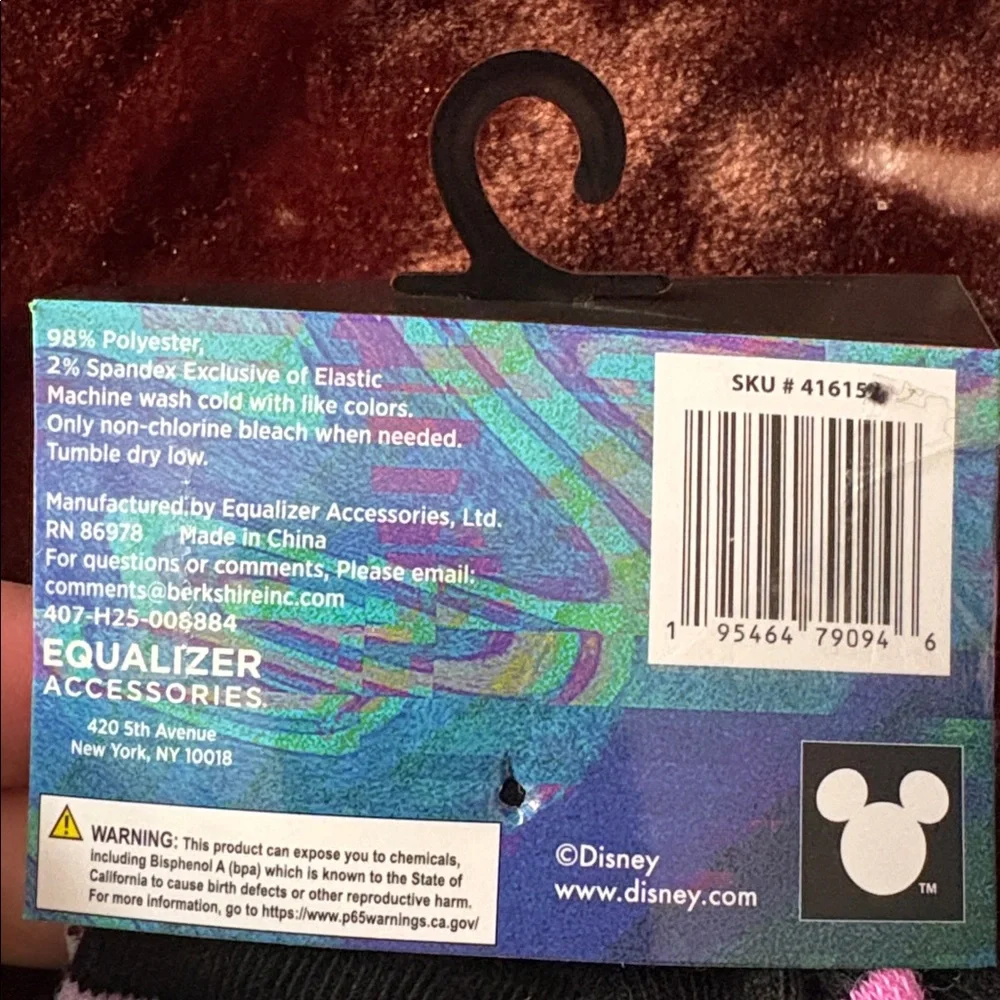 98% Polyester,
2% Spandex Exclusive of Elastic
Machine wash cold with like colors.
Only non-chlorine bleach when needed.
Tumble dry low.
Manufactured by Equalizer Accessories, Ltd.
RN 86978 Made in China
For questions or comments, Please email:
comments@berkshireinc.com
407-H25-008884
EQUALIZER
ACCESSORIES.
420 5th Avenue
New York, NY 10018
WARNING: This product can expose you to chemicals,
Including Bisphenol A (bpa) which is known to the State of
California to cause birth defects or other reproductive harm.
For more information, go to https://www.p65warnings.ca.gov/
SKU #
1 95464 79094 6
©Disney
www.disney.com
TM